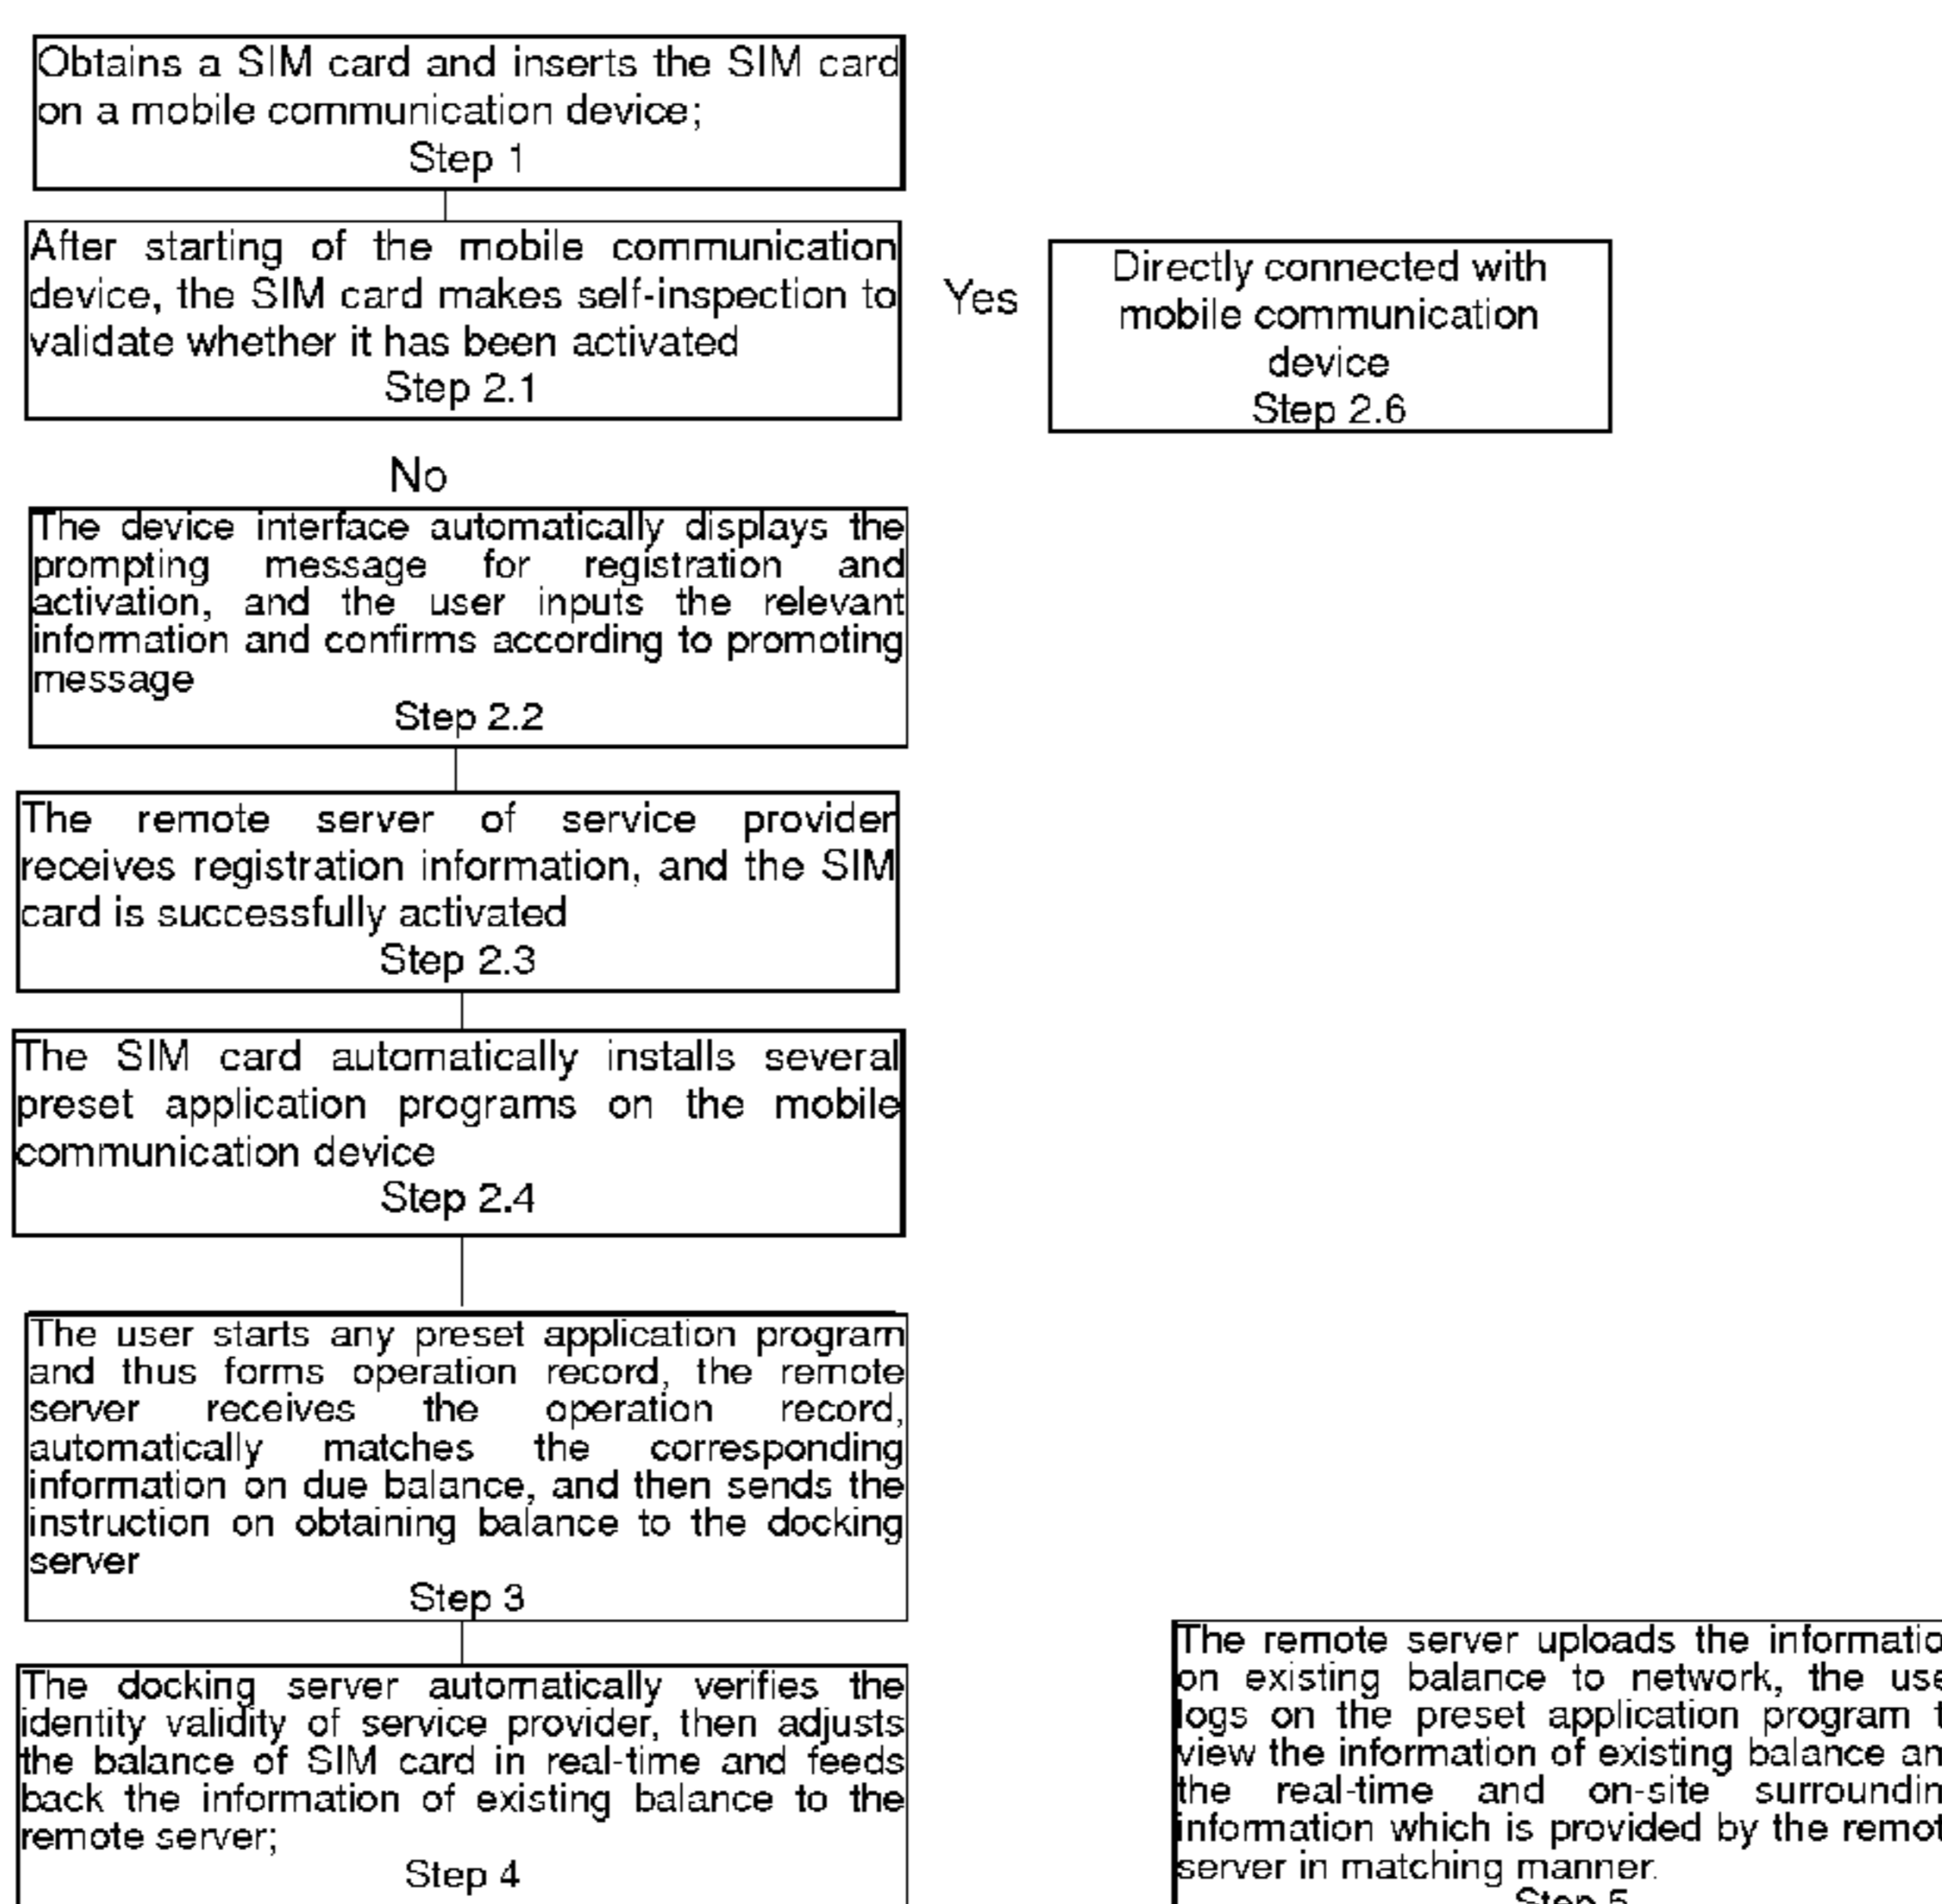 Obtains a SIM card and inserts the SIM card
on a mobile communication device;
Step 1
After starting of the mobile communication
device, the SIM card makes self-inspection to
validate whether it has been activated
Step 2.1
Yes
Directly connected with
mobile communication
device
Step 2.6
No
The device interface automatically displays the
prompting message for registration and
activation, and the user inputs the relevant
information and confirms according to promoting
message
Step 2.2
The remote server of service provider
receives registration information, and the SIM
card is successfully activated
Step 2.3
The SIM card automatically installs several
preset application programs on the mobile
communication device
Step 2.4
The user starts any preset application program
and thus forms operation record, the remote
server receives the operation record,
automatically matches the corresponding
information on due balance, and then sends the
instruction on obtaining balance to the docking
server
Step 3
The docking server automatically verifies the
identity validity of service provider, then adjusts
the balance of SIM card in real-time and feeds
back the information of existing balance to the
remote server;
Step 4
The remote server uploads the informatio
on existing balance to network, the use
logs on the preset application program t
view the information of existing balance an
the real-time and on-site surroundin
information which is provided by the remot
server in matching manner.
Step 5